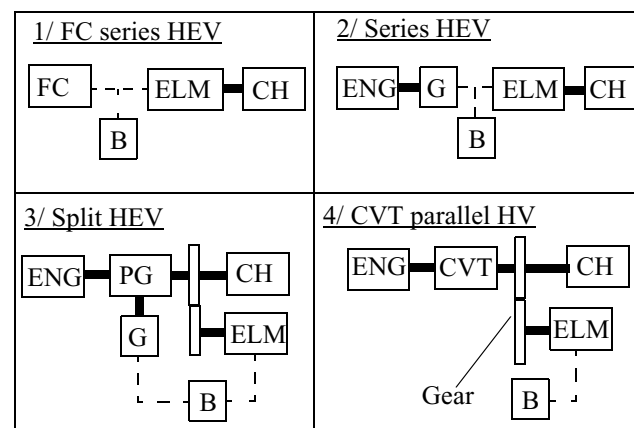 1/ FC series HEV
FC ELM CH
B
2/ Series HEV
ENG G ELM CH
B
3/ Split HEV
ENG PG CH
G ELM
B
4/ CVT parallel HV
ENG CVT CH
ELM
Gear B